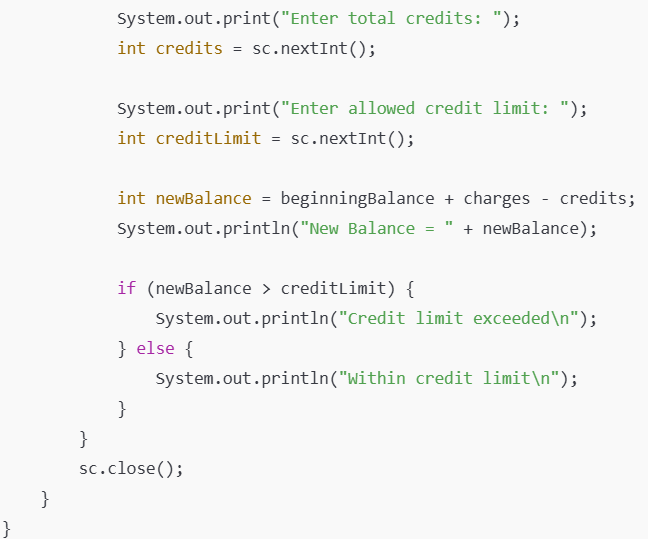 System.out.print("Enter total credits: ");
int credits = sc.nextInt();
System.out.print("Enter allowed credit limit: ");
int creditLimit = sc.nextInt();
int newBalance = beginningBalance + charges - credits;
System.out.println("New Balance = " + newBalance);
if (newBalance > creditLimit) {
System.out.println("Credit limit exceeded\n");
} else {
System.out.println("Within credit limit\n");
}
}
sc.close();
}
}